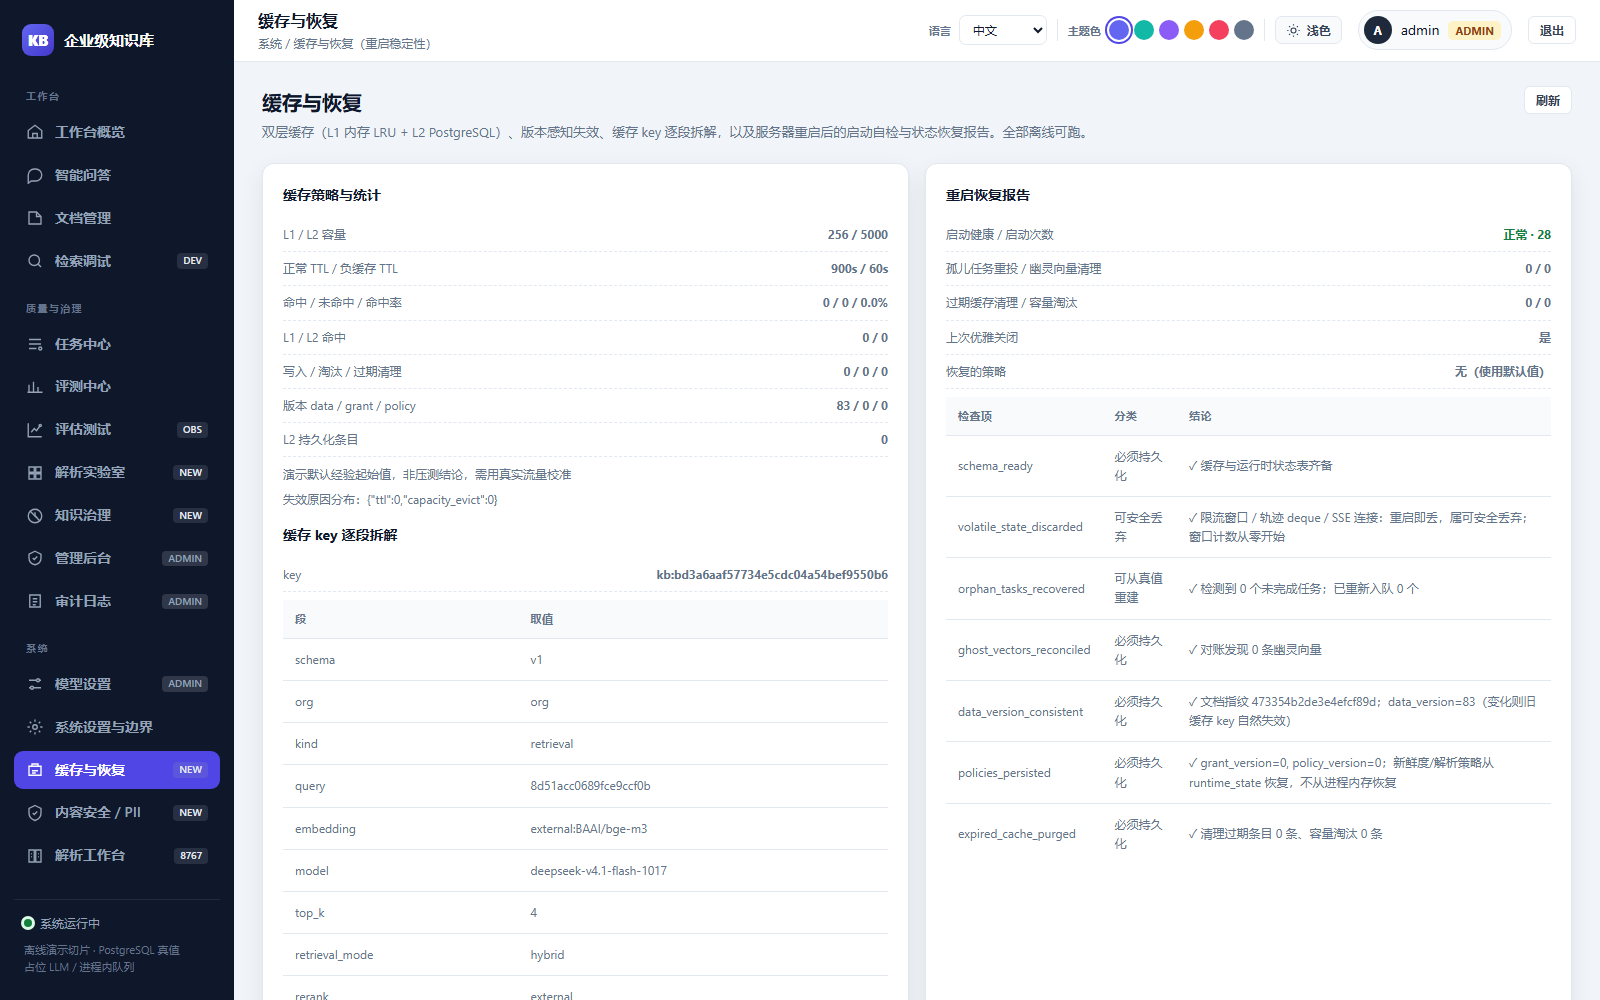 KB 企业级知识库
工作台
工作台概览
智能问答
文档管理
检索调试 DEV
质量与治理
任务中心
评测中心
评估测试 OBS
解析实验室 NEW
知识治理 NEW
管理后台 ADMIN
审计日志 ADMIN
系统
模型设置 ADMIN
系统设置与边界
缓存与恢复 NEW
内容安全 / PII NEW
解析工作台 8767
系统运行中
离线演示切片 · PostgreSQL 真值
占位 LLM / 进程内队列
缓存与恢复
系统 / 缓存与恢复（重启稳定性）
语言 中文 主题色 浅色 A admin ADMIN 退出
缓存与恢复
刷新
双层缓存（L1 内存 LRU + L2 PostgreSQL）、版本感知失效、缓存 key 逐段拆解，以及服务器重启后的启动自检与状态恢复报告。全部离线可跑。
缓存策略与统计
L1 / L2 容量 256 / 5000
正常 TTL / 负缓存 TTL 900s / 60s
命中 / 未命中 / 命中率 0 / 0 / 0.0%
L1 / L2 命中 0 / 0
写入 / 淘汰 / 过期清理 0 / 0 / 0
版本 data / grant / policy 83 / 0 / 0
L2 持久化条目 0
演示默认经验起始值，非压测结论，需用真实流量校准
失效原因分布：{"ttl":0,"capacity_evict":0}
缓存 key 逐段拆解
key kb:bd3a6aaf57734e5cdc04a54bef9550b6
段 取值
schema v1
org org
kind retrieval
query 8d51acc0689fce9ccf0b
embedding external:BAAI/bge-m3
model deepseek-v4.1-flash-1017
top_k 4
retrieval_mode hybrid
rerank external
重启恢复报告
启动健康 / 启动次数 正常 · 28
孤儿任务重投 / 幽灵向量清理 0 / 0
过期缓存清理 / 容量淘汰 0 / 0
上次优雅关闭 是
恢复的策略 无（使用默认值）
检查项 分类 结论
schema_ready 必须持久化 ✓ 缓存与运行时状态表齐备
volatile_state_discarded 可安全丢弃 ✓ 限流窗口 / 轨迹 deque / SSE 连接：重启即丢，属可安全丢弃；窗口计数从零开始
orphan_tasks_recovered 可从真值重建 ✓ 检测到 0 个未完成任务；已重新入队 0 个
ghost_vectors_reconciled 必须持久化 ✓ 对账发现 0 条幽灵向量
data_version_consistent 必须持久化 ✓ 文档指纹 473354b2de3e4efcf89d；data_version=83（变化则旧缓存 key 自然失效）
policies_persisted 必须持久化 ✓ grant_version=0, policy_version=0；新鲜度/解析策略从 runtime_state 恢复，不从进程内存恢复
expired_cache_purged 必须持久化 ✓ 清理过期条目 0 条、容量淘汰 0 条